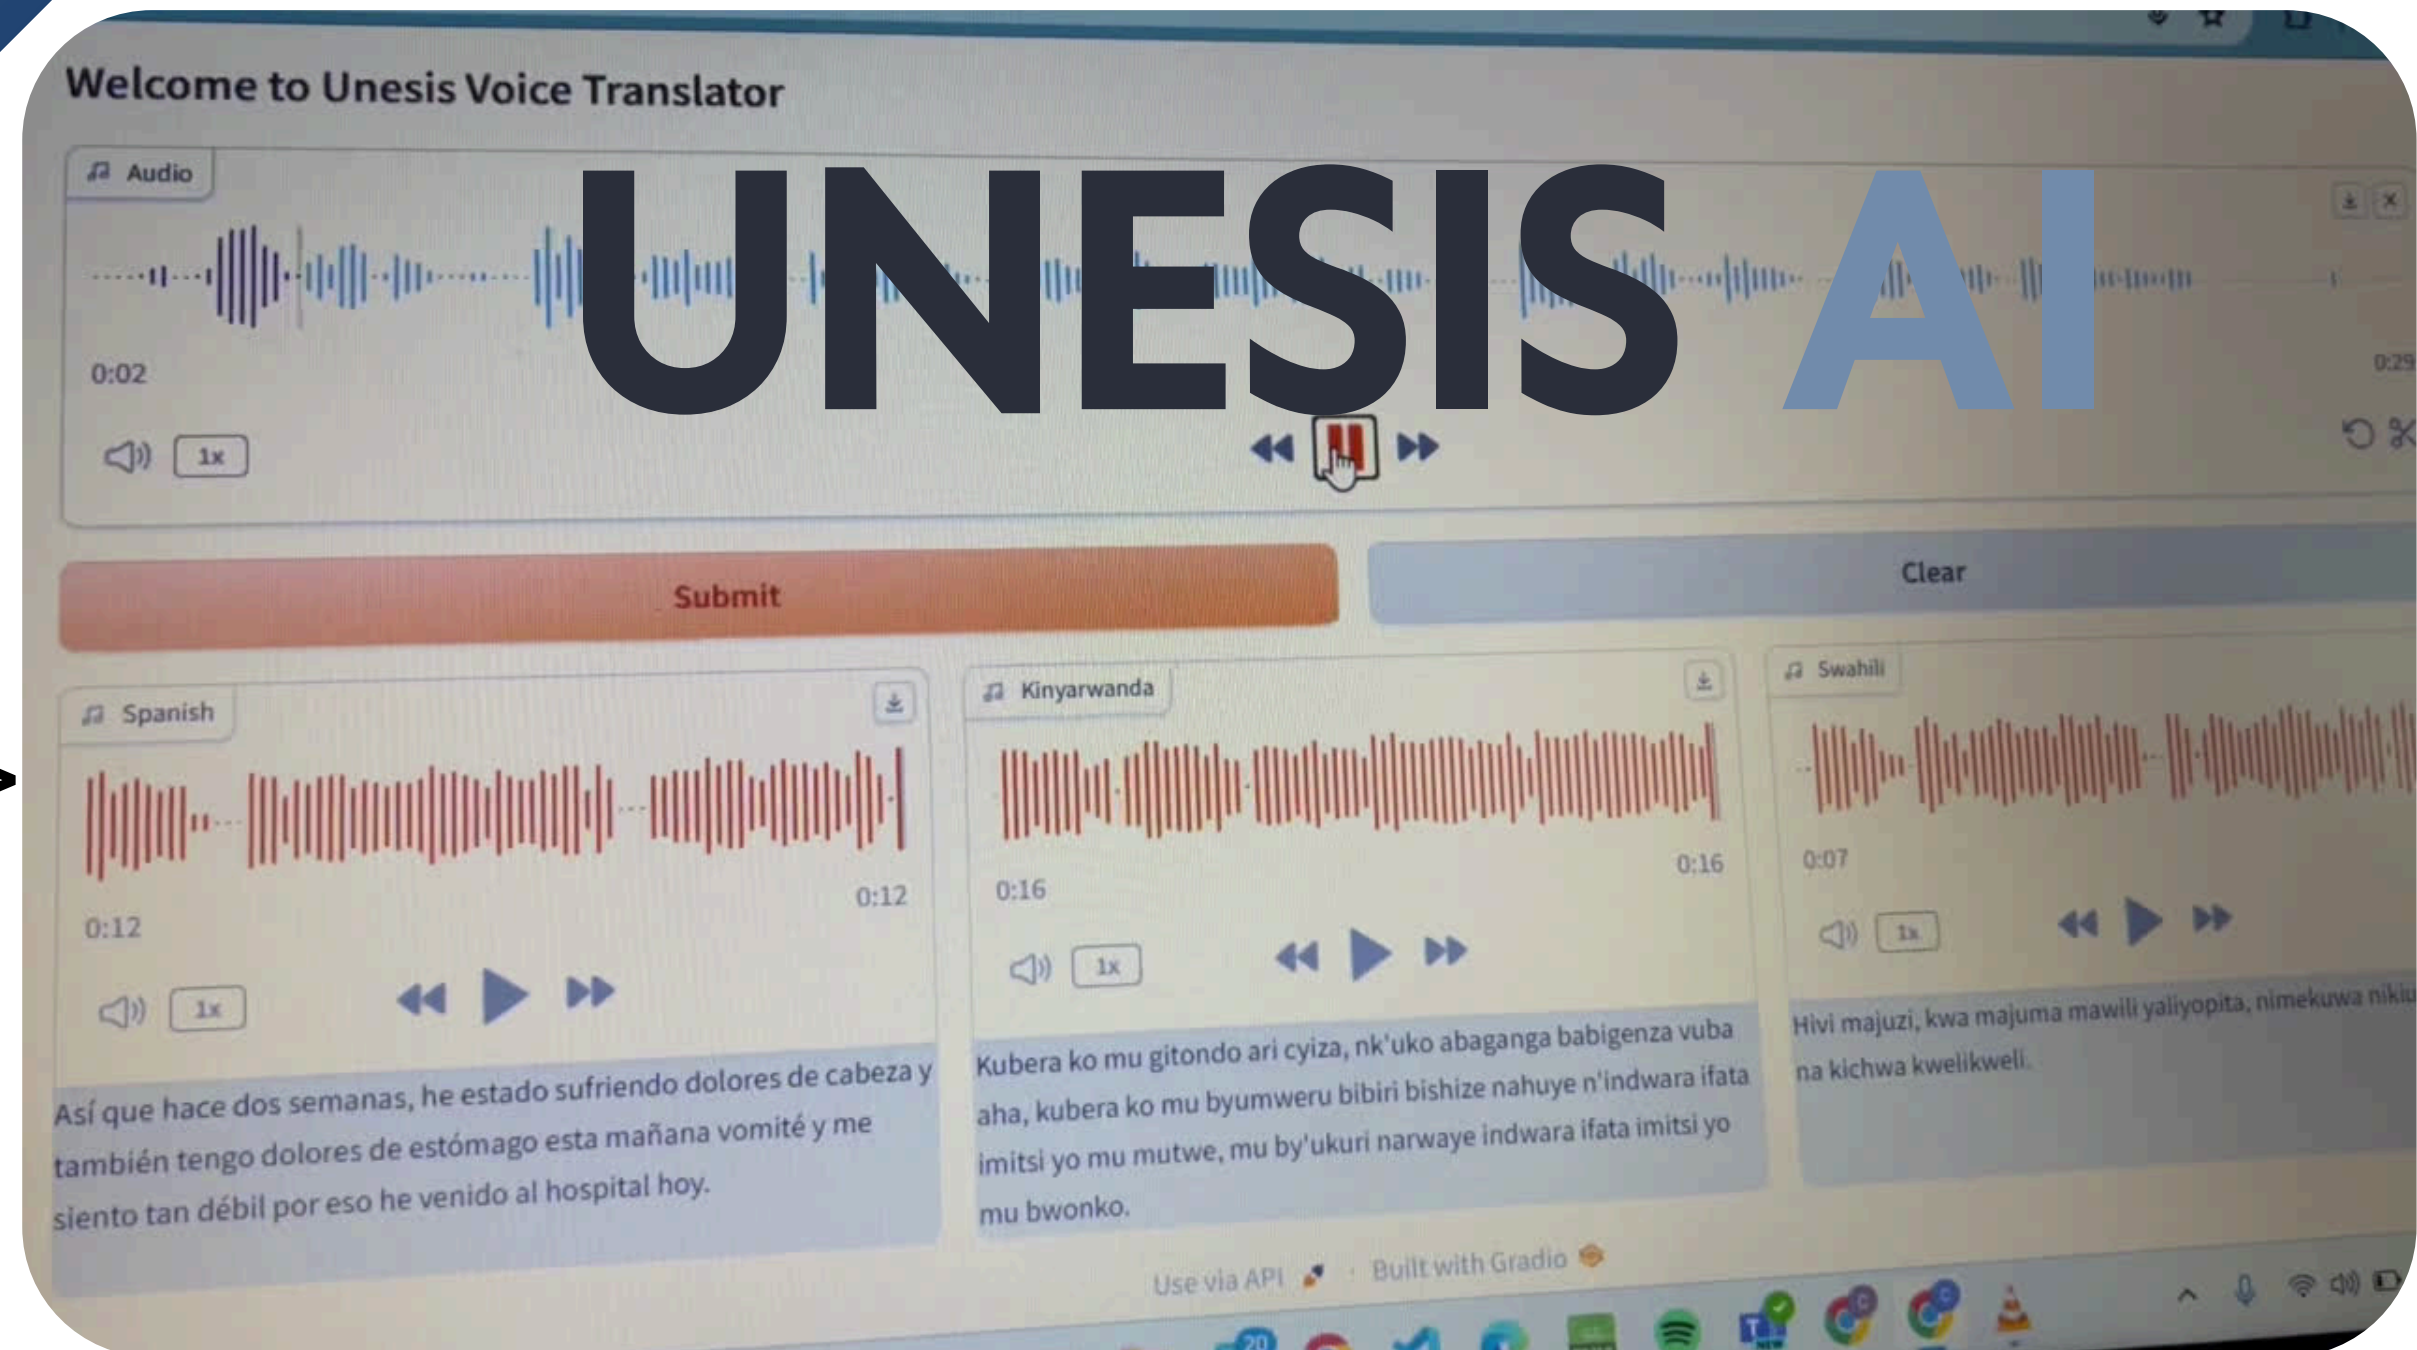 Welcome to Unesis Voice Translator
Audio
UNESIS AI
0:02
0:29
1x
Submit
Clear
Spanish
0:12
0:12
1x
Así que hace dos semanas, he estado sufriendo dolores de cabeza y
también tengo dolores de estómago esta mañana vomité y me
siento tan débil por eso he venido al hospital hoy.
Kinyarwanda
0:16
0:16
1x
Kubera ko mu gitondo ari cyiza, nk'uko abaganga babigenza vuba
aha, kubera ko mu byumweru bibiri bishize nahuye n'indwara ifata
imitsi yo mu mutwe, mu by'ukuri narwaye indwara ifata imitsi yo
mu bwonko.
Swahili
0:07
1x
Hivi majuzi, kwa majuma mawili yaliyopita, nimekuwa
na kichwa kwelikweli.
Use via API
Built with Gradio
20